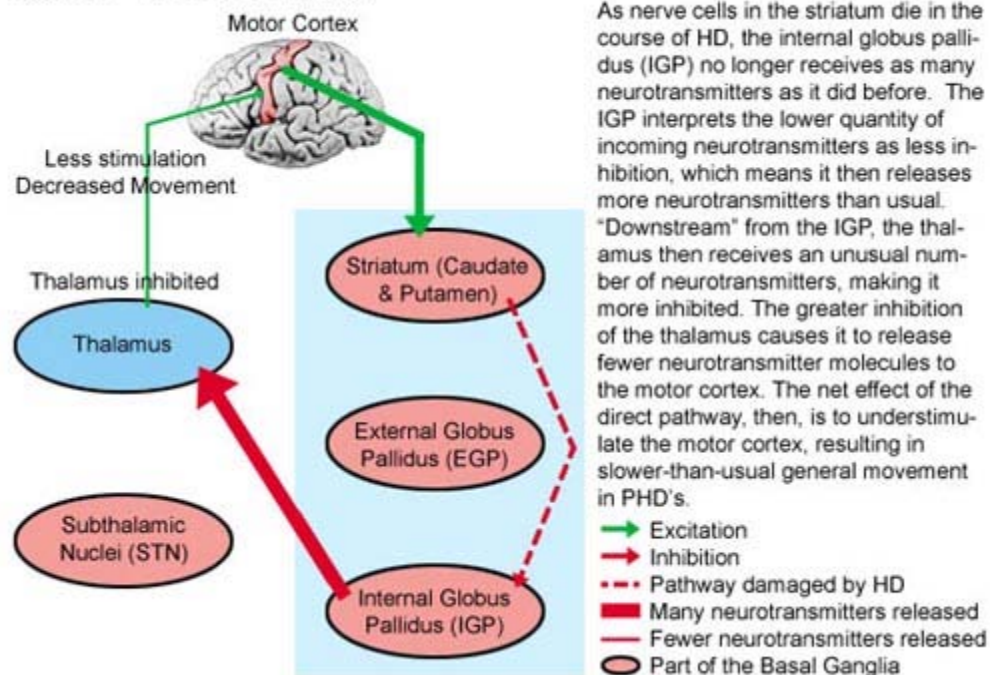 Motor Cortex
Less stimulation
Decreased Movement
Thalamus inhibited
Thalamus
Subthalamic
Nuclei (STN)
Striatum (Caudate
& Putamen)
External Globus
Pallidus (EGP)
Internal Globus
Pallidus (IGP)
As nerve cells in the striatum die in the
course of HD, the internal globus palli-
dus (IGP) no longer receives as many
neurotransmitters as it did before. The
IGP interprets the lower quantity of
incoming neurotransmitters as less in-
hibition, which means it then releases
more neurotransmitters than usual.
“Downstream” from the IGP, the thal-
amus then receives an unusual num-
ber of neurotransmitters, making it
more inhibited. The greater inhibition
of the thalamus causes it to release
fewer neurotransmitter molecules to
the motor cortex. The net effect of the
direct pathway, then, is to understimu-
late the motor cortex, resulting in
slower-than-usual general movement
in PHD's.
Excitation
Inhibition
Pathway damaged by HD
Many neurotransmitters released
Fewer neurotransmitters released
Part of the Basal Ganglia